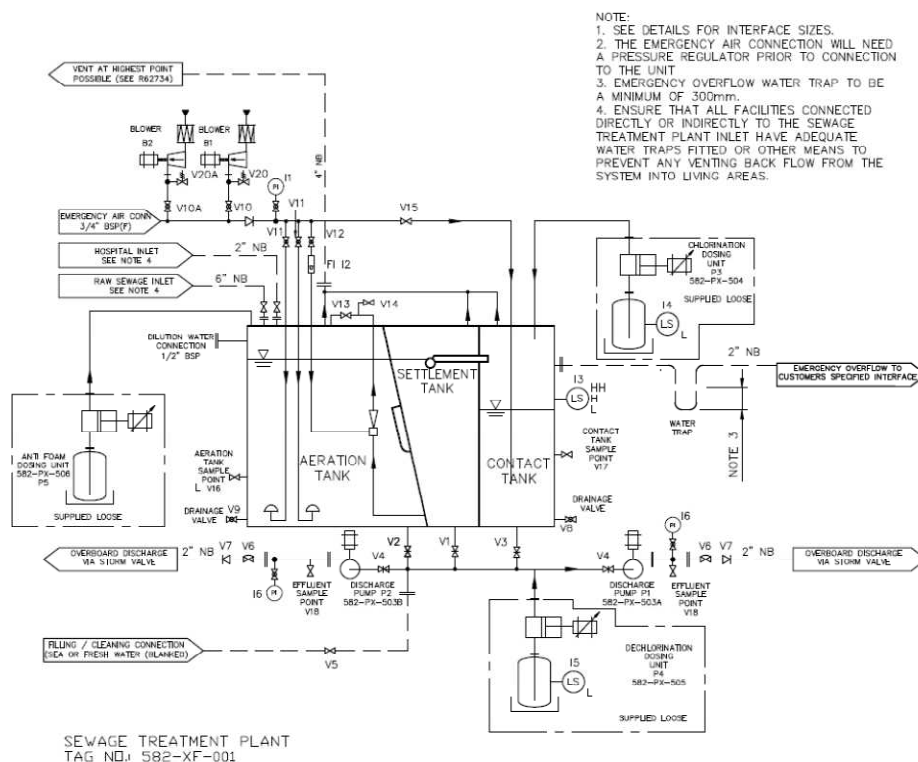 NOTE:
1. SEE DETAILS FOR INTERFACE SIZES.
2. THE EMERGENCY AIR CONNECTION WILL NEED
A PRESSURE REGULATOR PRIOR TO CONNECTION
TO THE UNIT
3. EMERGENCY OVERFLOW WATER TRAP TO BE
A MINIMUM OF 300mm.
4. ENSURE THAT ALL FACILITIES CONNECTED
DIRECTLY OR INDIRECTLY TO THE SEWAGE
TREATMENT PLANT INLET HAVE ADEQUATE
WATER TRAPS FITTED OR OTHER MEANS TO
PREVENT ANY VENTING BACK FLOW FROM THE
SYSTEM INTO LIVING AREAS.
VENT AT HIGHEST POINT
POSSIBLE (SEE R62734)
BLOWER
B2
BLOWER
B1
V20A
V20
4" NB
I1
PI
V10A
V10
V11
V11
V12
V15
EMERGENCY AIR CONN
3/4" BSP(F)
HOSPITAL INLET
SEE NOTE 4
2" NB
FI I2
RAW SEWAGE INLET
SEE NOTE 4
6" NB
V13
V14
CHLORINATION
DOSING
UNIT
P3
582-PX-504
SUPPLIED LOOSE
I4
LS
L
DILUTION WATER
CONNECTION
1/2" BSP
SETTLEMENT
TANK
2" NB
EMERGENCY OVERFLOW TO
CUSTOMERS SPECIFIED INTERFACE
I3
LS
HH
H
L
WATER
TRAP
NOTE 3
AERATION
TANK
CONTACT
TANK
CONTACT
TANK
SAMPLE
POINT
V17
ANTI FOAM
DOSING UNIT
582-PX-506
P5
SUPPLIED LOOSE
AERATION
TANK
SAMPLE
POINT
L V16
DRAINAGE
VALVE
V9
DRAINAGE
VALVE
V8
V2
V1
V3
OVERBOARD DISCHARGE
VIA STORM VALVE
2" NB
V7
V6
I6
PI
EFFLUENT
SAMPLE
POINT
V18
V4
DISCHARGE
PUMP P2
582-PX-503B
V4
DISCHARGE
PUMP P1
582-PX-503A
I6
PI
V6
V7
2" NB
EFFLUENT
SAMPLE
POINT
V18
OVERBOARD DISCHARGE
VIA STORM VALVE
FILLING / CLEANING CONNECTION
(SEA OR FRESH WATER (BLANKED)
V5
I5
LS
L
DECHLORINATION
DOSING
UNIT
P4
582-PX-505
SUPPLIED LOOSE
SEWAGE TREATMENT PLANT
TAG NO.: 582-XF-001